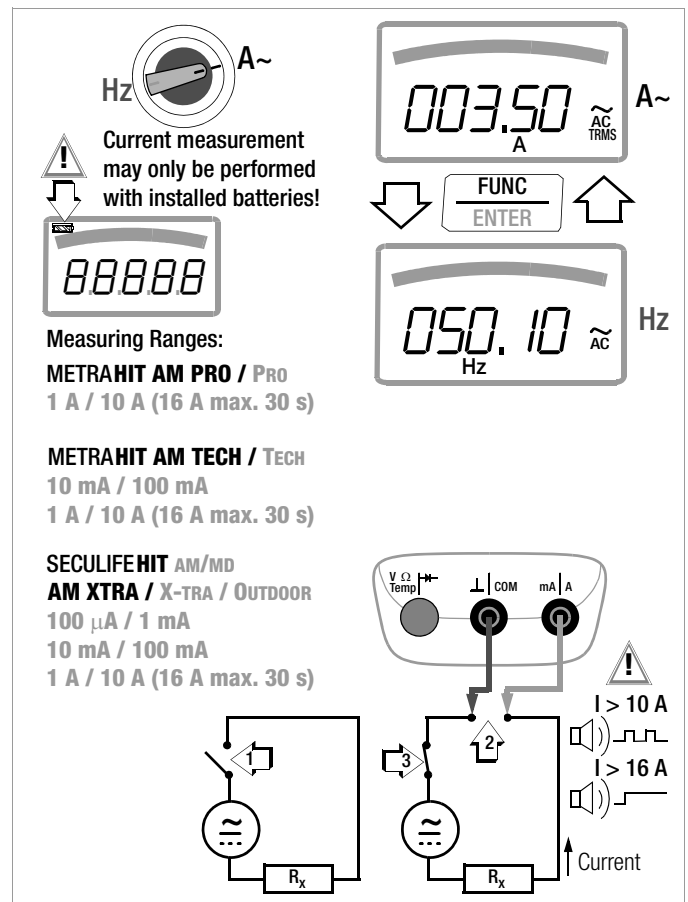 A~
Hz
Current measurement
may only be performed
with installed batteries!
88888
Measuring Ranges:
METRAHIT AM PRO / PRO
1 A / 10 A (16 A max. 30 s)
METRAHIT AM TECH / TECH
10 mA / 100 mA
1 A / 10 A (16 A max. 30 s)
SECULIFEHIT AM/MD
AM XTRA / X-TRA / OUTDOOR
100 µA / 1 mA
10 mA / 100 mA
1 A / 10 A (16 A max. 30 s)
003.50
A
~
AC
TRMS
A~
FUNC
ENTER
050.10
Hz
~
AC
Hz
V Ω
Temp
⊥ COM
mA A
!
I > 10 A
I > 16 A
1
2
3
Rx
Rx
Current
!